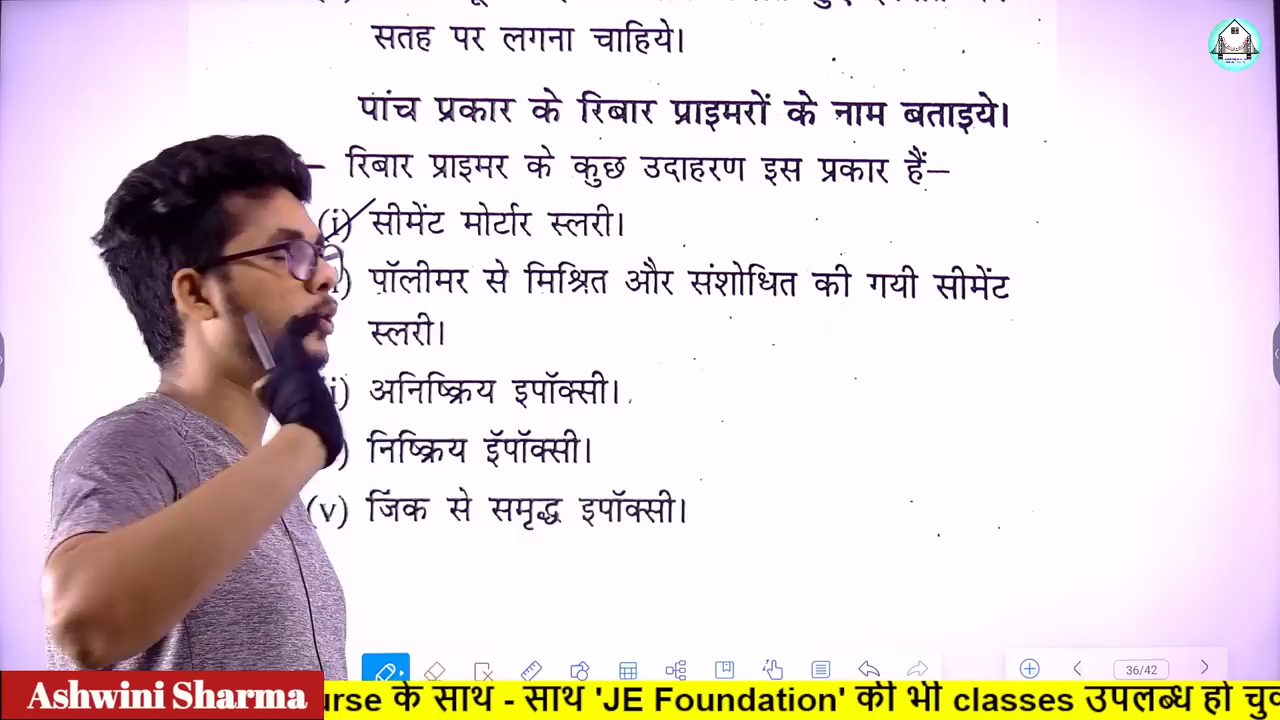 सतह पर लगना चाहिये।
पांच प्रकार के रिबार प्राइमरों के नाम बताइये।
– रिबार प्राइमर के कुछ उदाहरण इस प्रकार हैं–
(i) सीमेंट मोर्टार स्लरी।
पॉलीमर से मिश्रित और संशोधित की गयी सीमेंट
स्लरी।
अनिष्क्रिय इपॉक्सी।
निष्क्रिय इॅपॉक्सी।
(v) जिंक से समृद्ध इपॉक्सी।
36/42
Ashwini Sharma
urse के साथ - साथ 'JE Foundation' की भी classes उपलब्ध हो चु